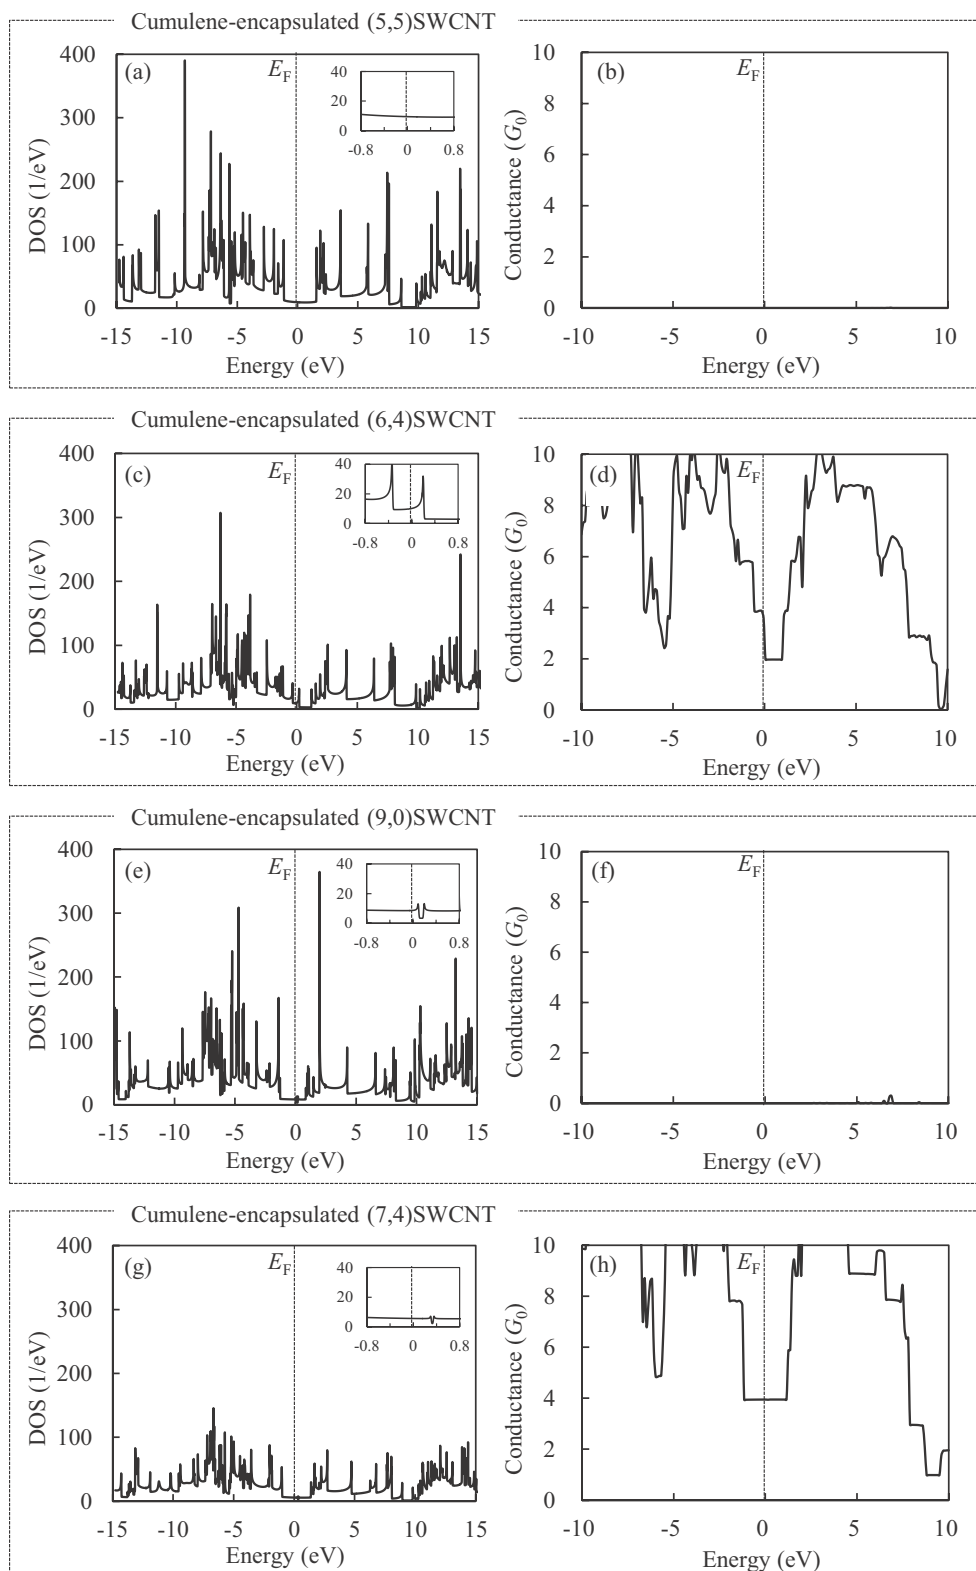 Cumulene-encapsulated (5,5)SWCNT
(a)
E_F
DOS (1/eV)
400
300
200
100
0
-15 -10 -5 0 5 10 15
Energy (eV)
40
20
0
-0.8 0 0.8
(b)
E_F
Conductance (G_0)
10
8
6
4
2
0
-10 -5 0 5 10
Energy (eV)
Cumulene-encapsulated (6,4)SWCNT
(c)
E_F
DOS (1/eV)
400
300
200
100
0
-15 -10 -5 0 5 10 15
Energy (eV)
40
20
0
-0.8 0 0.8
(d)
E_F
Conductance (G_0)
10
8
6
4
2
0
-10 -5 0 5 10
Energy (eV)
Cumulene-encapsulated (9,0)SWCNT
(e)
E_F
DOS (1/eV)
400
300
200
100
0
-15 -10 -5 0 5 10 15
Energy (eV)
40
20
0
-0.8 0 0.8
(f)
E_F
Conductance (G_0)
10
8
6
4
2
0
-10 -5 0 5 10
Energy (eV)
Cumulene-encapsulated (7,4)SWCNT
(g)
E_F
DOS (1/eV)
400
300
200
100
0
-15 -10 -5 0 5 10 15
Energy (eV)
40
20
0
-0.8 0 0.8
(h)
E_F
Conductance (G_0)
10
8
6
4
2
0
-10 -5 0 5 10
Energy (eV)